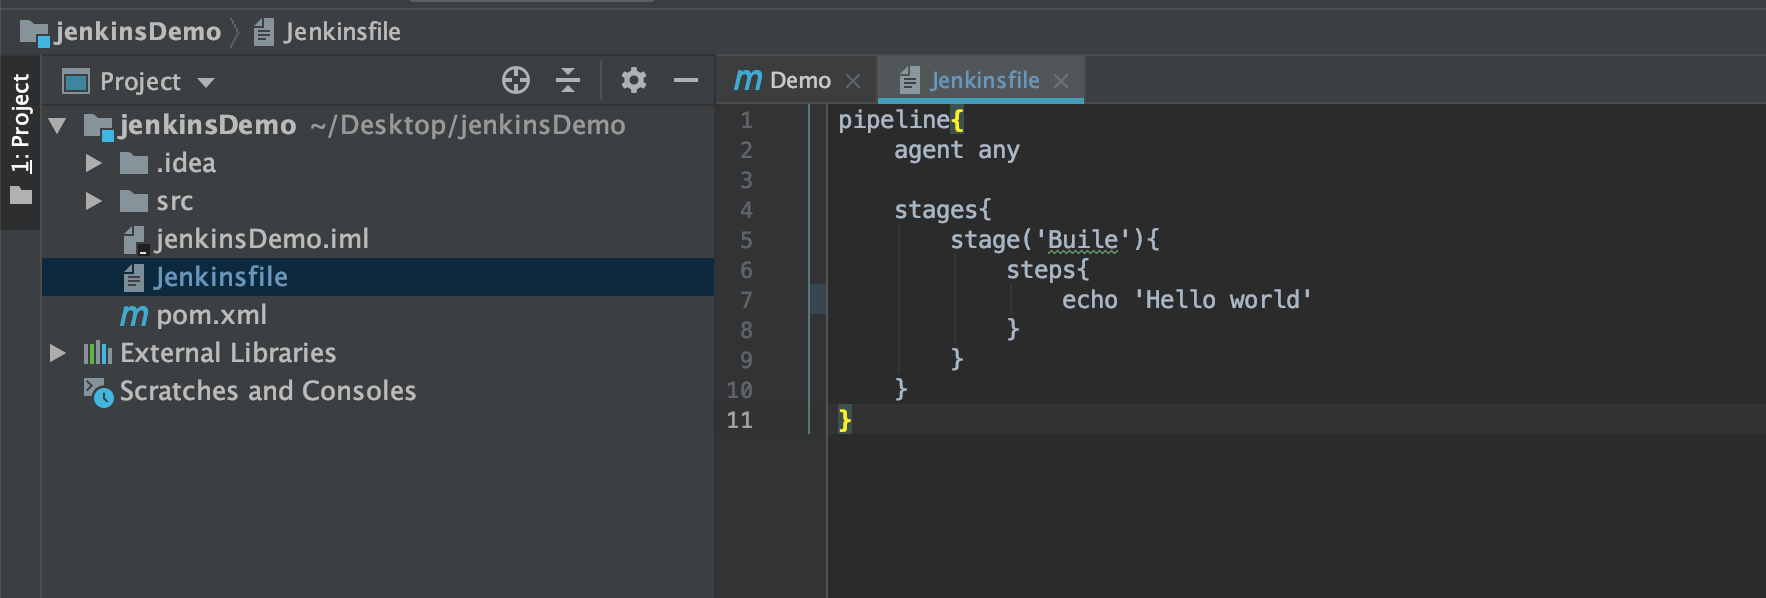 jenkinsDemo Jenkinsfile
1: Project
Project
jenkinsDemo ~/Desktop/jenkinsDemo
.idea
src
jenkinsDemo.iml
Jenkinsfile
m pom.xml
External Libraries
Scratches and Consoles
m Demo Jenkinsfile
1 pipeline{
2 agent any
3
4 stages{
5 stage('Buile'){
6 steps{
7 echo 'Hello world'
8 }
9 }
10 }
11 }